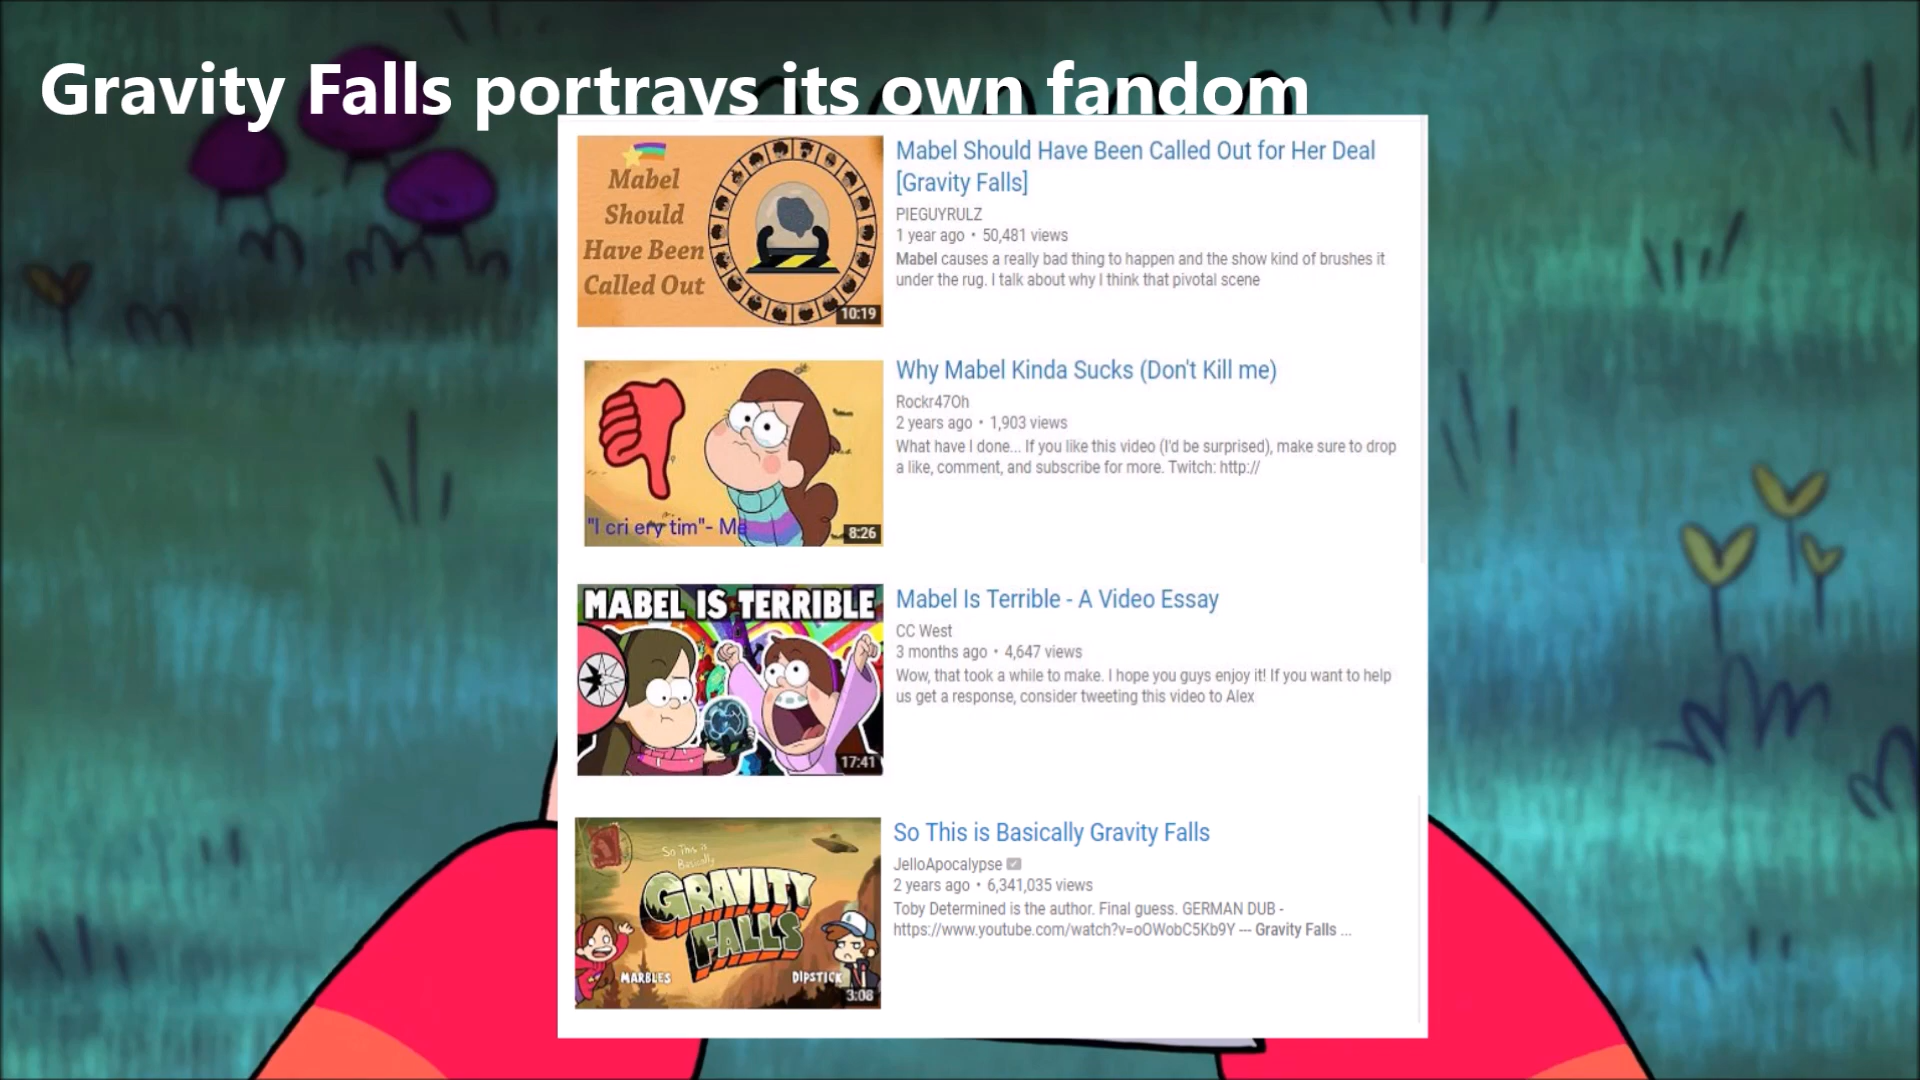 Gravity Falls portrays its own fandom
Mabel
Should
Have Been
Called Out
10:19
Mabel Should Have Been Called Out for Her Deal
[Gravity Falls]
PIEGUYRULZ
1 year ago • 50,481 views
Mabel causes a really bad thing to happen and the show kind of brushes it
under the rug. I talk about why I think that pivotal scene
"I cri ery tim"- Me
8:26
Why Mabel Kinda Sucks (Don't Kill me)
Rockr47Oh
2 years ago • 1,903 views
What have I done... If you like this video (I'd be surprised), make sure to drop
a like, comment, and subscribe for more. Twitch: http://
MABEL IS TERRIBLE
17:41
Mabel Is Terrible - A Video Essay
CC West
3 months ago • 4,647 views
Wow, that took a while to make. I hope you guys enjoy it! If you want to help
us get a response, consider tweeting this video to Alex
So This is
Basically
GRAVITY
FALLS
MARBLES
DIPSTICK
3:08
So This is Basically Gravity Falls
JelloApocalypse
2 years ago • 6,341,035 views
Toby Determined is the author. Final guess. GERMAN DUB -
https://www.youtube.com/watch?v=oOWobC5Kb9Y --- Gravity Falls ...